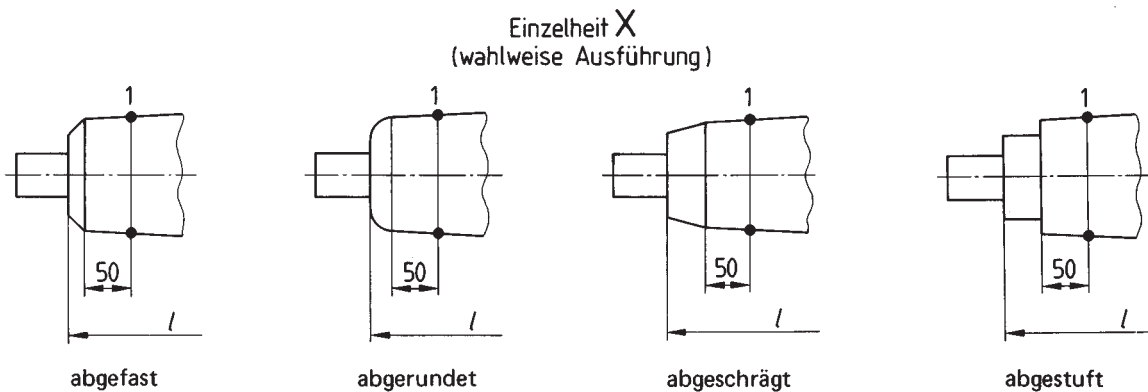 Einzelheit X
(wahlweise Ausführung)
1 1 1 1
50 50 50 50
l l l l
abgefast abgerundet abgeschrägt abgestuft